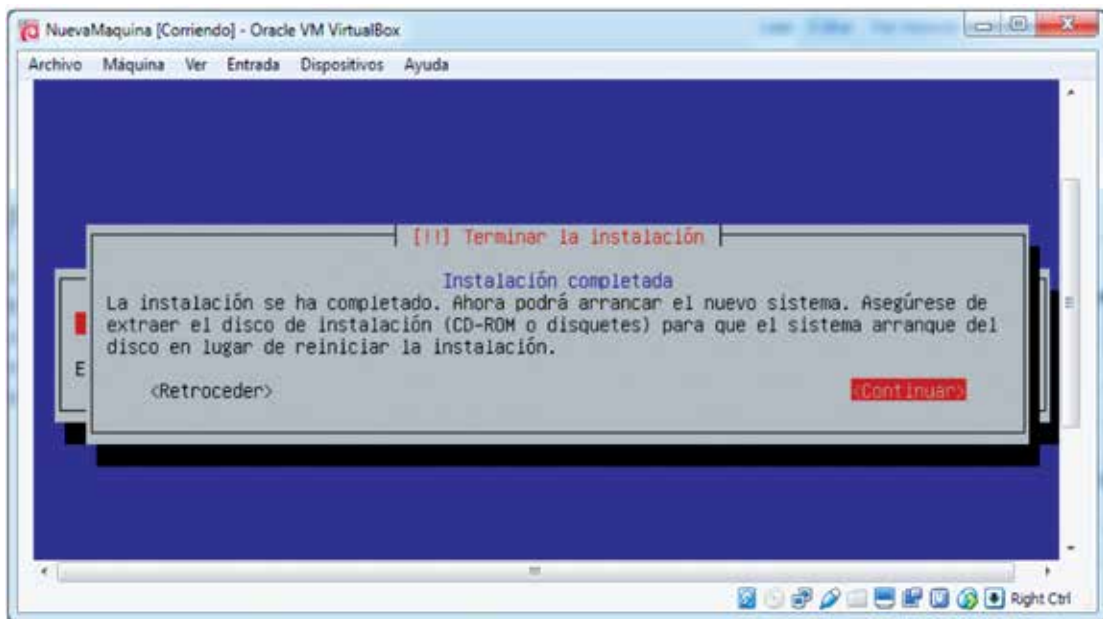 NuevaMaquina [Corriendo] - Oracle VM VirtualBox
Archivo Máquina Ver Entrada Dispositivos Ayuda
[!!] Terminar la instalación
Instalación completada
La instalación se ha completado. Ahora podrá arrancar el nuevo sistema. Asegúrese de
extraer el disco de instalación (CD-ROM o disquetes) para que el sistema arranque del
disco en lugar de reiniciar la instalación.
E
<Retroceder> <Continuar>
Right Ctrl